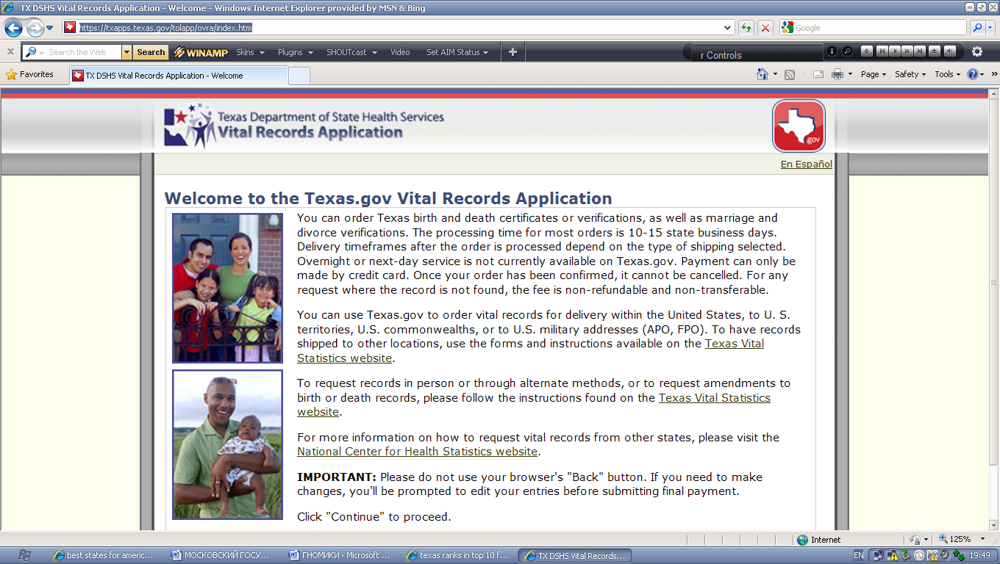 TX DSHS Vital Records Application - Welcome - Windows Internet Explorer provided by MSN & Bing
https://txapps.texas.gov/tolapp/ovra/index.htm
Google
Search the Web
Search
WINAMP
Skins
Plugins
SHOUTcast
Video
Set AIM Status
r Controls
Favorites
TX DSHS Vital Records Application - Welcome
Page
Safety
Tools
Texas Department of State Health Services
Vital Records Application
.gov
En Español
Welcome to the Texas.gov Vital Records Application
You can order Texas birth and death certificates or verifications, as well as marriage and
divorce verifications. The processing time for most orders is 10-15 state business days.
Delivery timeframes after the order is processed depend on the type of shipping selected.
Overnight or next-day service is not currently available on Texas.gov. Payment can only be
made by credit card. Once your order has been confirmed, it cannot be cancelled. For any
request where the record is not found, the fee is non-refundable and non-transferable.
You can use Texas.gov to order vital records for delivery within the United States, to U. S.
territories, U.S. commonwealths, or to U.S. military addresses (APO, FPO). To have records
shipped to other locations, use the forms and instructions available on the Texas Vital
Statistics website.
To request records in person or through alternate methods, or to request amendments to
birth or death records, please follow the instructions found on the Texas Vital Statistics
website.
For more information on how to request vital records from other states, please visit the
National Center for Health Statistics website.
IMPORTANT: Please do not use your browser's "Back" button. If you need to make
changes, you'll be prompted to edit your entries before submitting final payment.
Click "Continue" to proceed.
Internet
125%
best states for americ...
МОСКОВСКИЙ ГОСУ...
ГНОМИКИ - Microsoft ...
texas ranks in top 10 f...
TX DSHS Vital Records...
EN
19:49